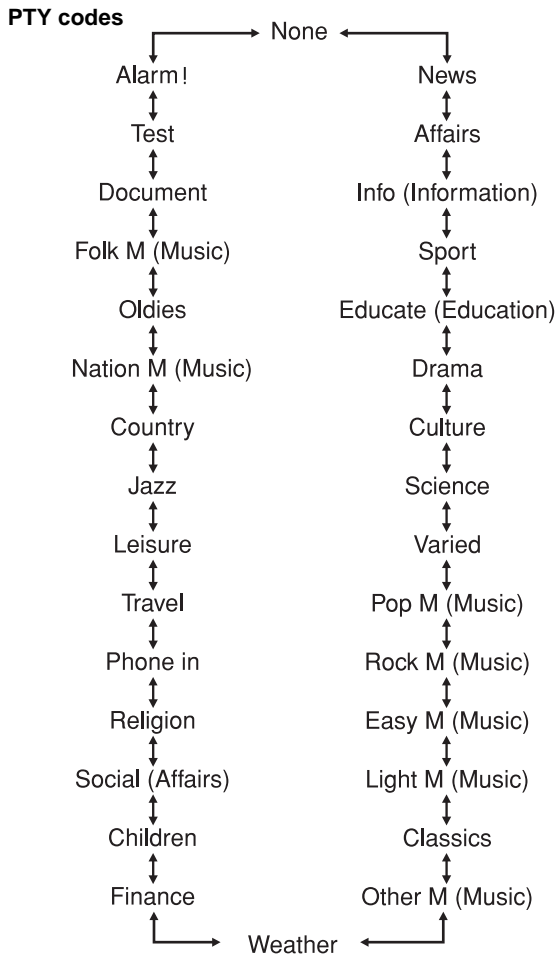 PTY codes
None
Alarm!
News
Test
Affairs
Document
Info (Information)
Folk M (Music)
Sport
Oldies
Educate (Education)
Nation M (Music)
Drama
Country
Culture
Jazz
Science
Leisure
Varied
Travel
Pop M (Music)
Phone in
Rock M (Music)
Religion
Easy M (Music)
Social (Affairs)
Light M (Music)
Children
Classics
Finance
Other M (Music)
Weather